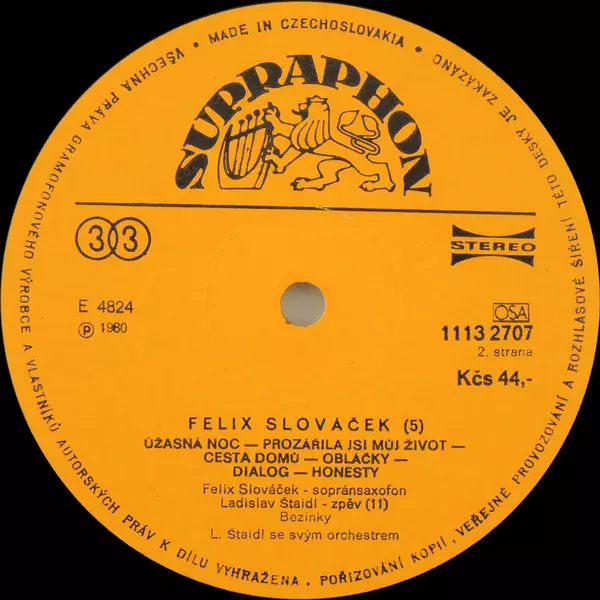 VŠECHNA PRÁVA GRAMOFONOVÉHO VÝROBCE A VLASTNÍKŮ AUTORSKÝCH PRÁV K DÍLU VYHRAŽENA. POŘIZOVÁNÍ KOPIÍ, VEŘEJNÉ PROVOZOVÁNÍ A ROZHLASOVÉ ŠÍŘENÍ TÉTO DESKY JE ZAKÁZÁNO • MADE IN CZECHOSLOVAKIA •
SUPRAPHON
33
STEREO
E 4824
℗ 1980
OSA
1113 2707
2. strana
Kčs 44,-
FELIX SLOVÁČEK (5)
ÚŽASNÁ NOC — PROZÁŘILA JSI MŮJ ŽIVOT —
CESTA DOMŮ — OBLÁČKY —
DIALOG — HONESTY
Felix Slováček - sopránsaxofon
Ladislav Štaidl - zpěv (11)
Bezinky
L. Štaidl se svým orchestrem